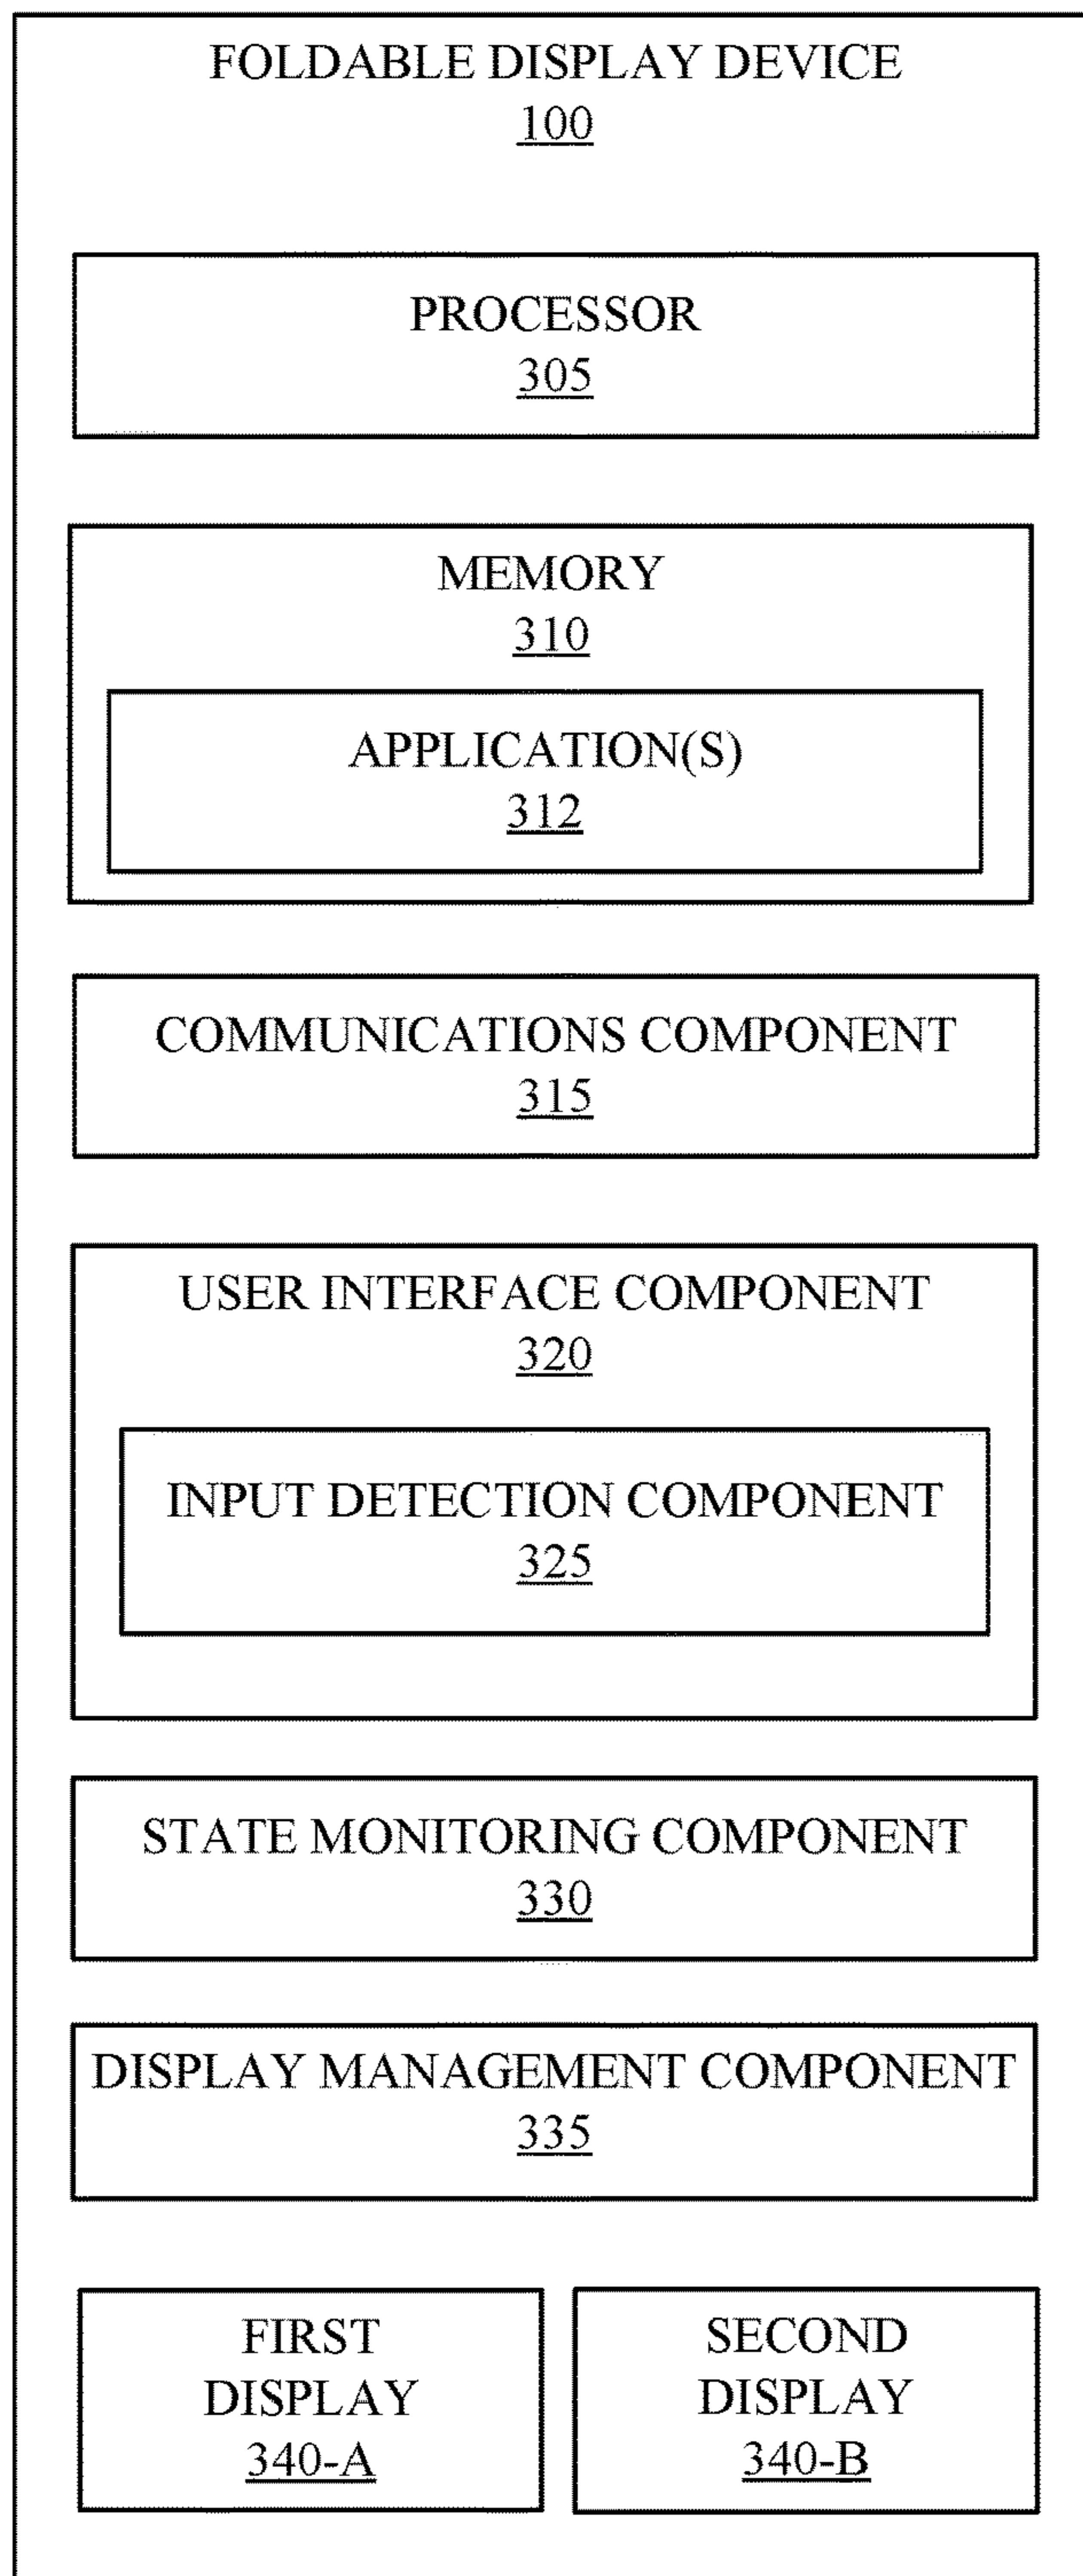 FOLDABLE DISPLAY DEVICE
100
PROCESSOR
305
MEMORY
310
APPLICATION(S)
312
COMMUNICATIONS COMPONENT
315
USER INTERFACE COMPONENT
320
INPUT DETECTION COMPONENT
325
STATE MONITORING COMPONENT
330
DISPLAY MANAGEMENT COMPONENT
335
FIRST
DISPLAY
340-A
SECOND
DISPLAY
340-B